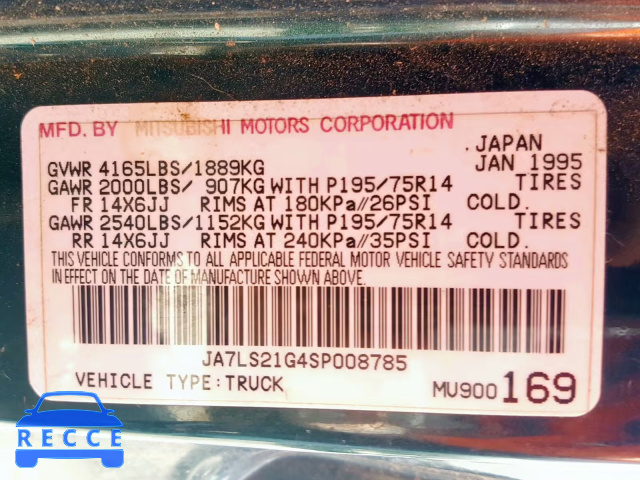 MFD. BY MITSUBISHI MOTORS CORPORATION
. JAPAN
GVWR 4165LBS/1889KG JAN 1995
GAWR 2000LBS/ 907KG WITH P195/75R14 TIRES
FR 14X6JJ RIMS AT 180KPa//26PSI COLD.
GAWR 2540LBS/1152KG WITH P195/75R14 TIRES
RR 14X6JJ RIMS AT 240KPa//35PSI COLD.
THIS VEHICLE CONFORMS TO ALL APPLICABLE FEDERAL MOTOR VEHICLE SAFETY STANDARDS
IN EFFECT ON THE DATE OF MANUFACTURE SHOWN ABOVE.
JA7LS21G4SP008785
VEHICLE TYPE:TRUCK MU900 169
RECCE